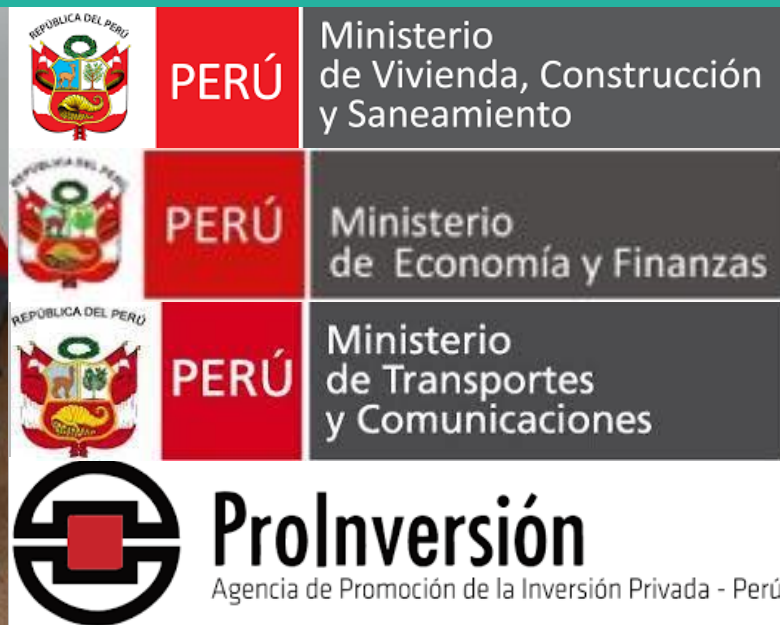 REPÚBLICA DEL PERÚ
PERÚ
Ministerio
de Vivienda, Construcción
y Saneamiento
REPÚBLICA DEL PERÚ
PERÚ
Ministerio
de Economía y Finanzas
REPÚBLICA DEL PERÚ
PERÚ
Ministerio
de Transportes
y Comunicaciones
ProInversión
Agencia de Promoción de la Inversión Privada - Perú